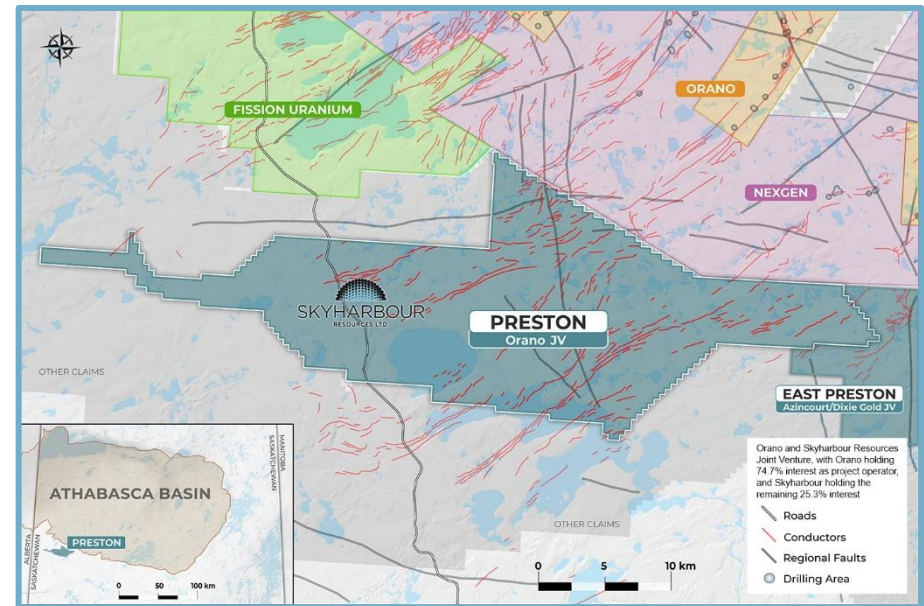 FISSION URANIUM
ORANO
NEXGEN
SKYHARBOUR
RESOURCES LTD
PRESTON
Orano JV
OTHER CLAIMS
EAST PRESTON
Azincourt/Dixie Gold JV
MANITOBA
SASKATCHEWAN
ATHABASCA BASIN
ALBERTA
SASKATCHEWAN
PRESTON
0 50 100 km
OTHER CLAIMS
0 5 10 km
Orano and Skyharbour Resources
Joint Venture, with Orano holding
74.7% interest as project operator,
and Skyharbour holding the
remaining 25.3% interest
Roads
Conductors
Regional Faults
Drilling Area